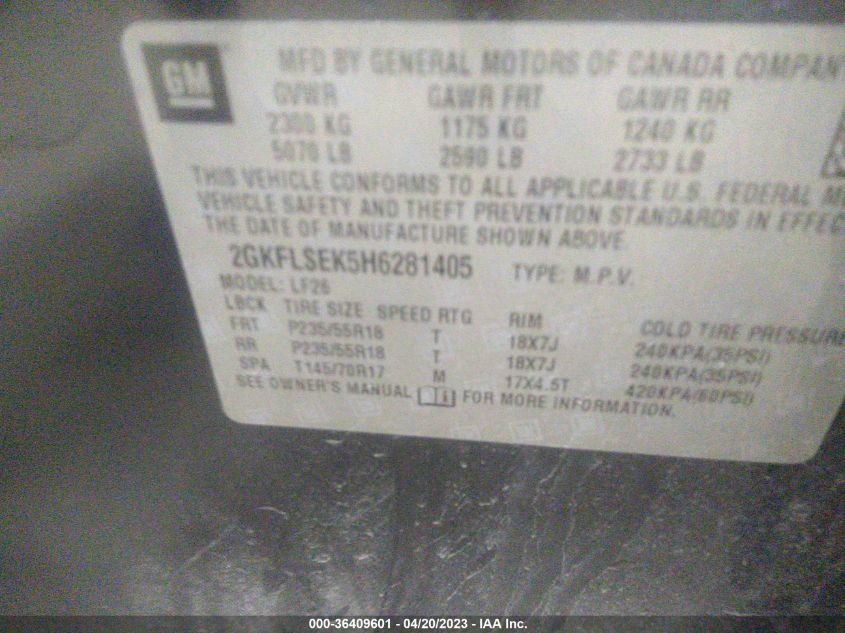 GM
MFD BY GENERAL MOTORS OF CANADA COMPAN
GVWR GAWR FRT GAWR RR
2300 KG 1175 KG 1240 KG
5070 LB 2590 LB 2733 LB
THIS VEHICLE CONFORMS TO ALL APPLICABLE U.S. FEDERAL M
VEHICLE SAFETY AND THEFT PREVENTION STANDARDS IN EFFEC
THE DATE OF MANUFACTURE SHOWN ABOVE.
2GKFLSEK5H6281405 TYPE: M.P.V.
MODEL: LF26
LBCK TIRE SIZE SPEED RTG RIM COLD TIRE PRESSURE
FRT P235/55R18 T 18X7J 240KPA(35PSI)
RR P235/55R18 T 18X7J 240KPA(35PSI)
SPA T145/70R17 M 17X4.5T 420KPA(60PSI)
SEE OWNER'S MANUAL FOR MORE INFORMATION.
000-36409601 - 04/20/2023 - IAA Inc.